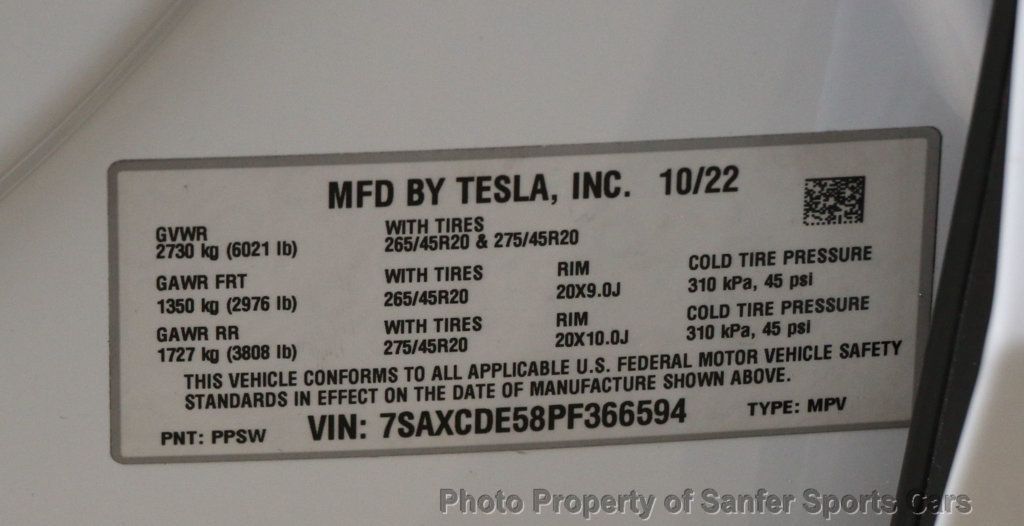 MFD BY TESLA, INC. 10/22
GVWR
2730 kg (6021 lb)
WITH TIRES
265/45R20 & 275/45R20
GAWR FRT
1350 kg (2976 lb)
WITH TIRES
265/45R20
RIM
20X9.0J
COLD TIRE PRESSURE
310 kPa, 45 psi
GAWR RR
1727 kg (3808 lb)
WITH TIRES
275/45R20
RIM
20X10.0J
COLD TIRE PRESSURE
310 kPa, 45 psi
THIS VEHICLE CONFORMS TO ALL APPLICABLE U.S. FEDERAL MOTOR VEHICLE SAFETY
STANDARDS IN EFFECT ON THE DATE OF MANUFACTURE SHOWN ABOVE.
PNT: PPSW VIN: 7SAXCDE58PF366594 TYPE: MPV
Photo Property of Sanfer Sports Cars